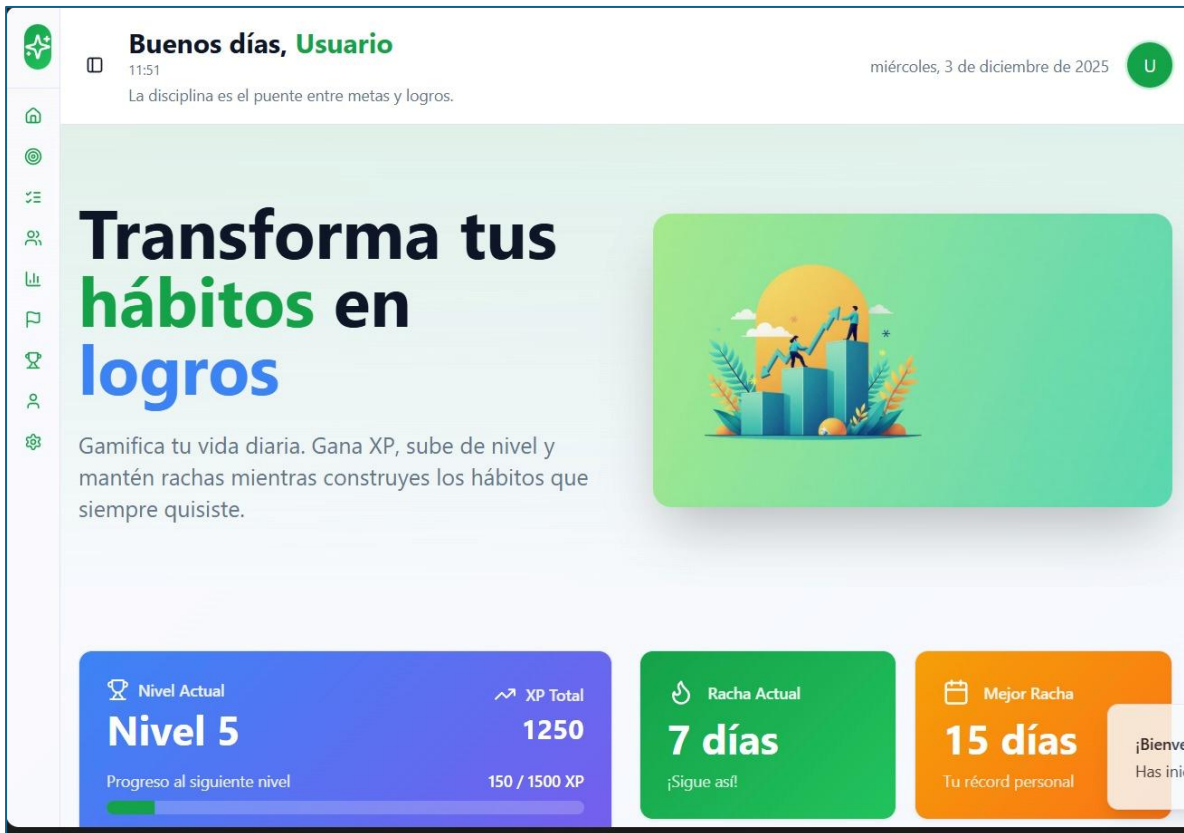 Buenos días, Usuario
11:51
La disciplina es el puente entre metas y logros.
miércoles, 3 de diciembre de 2025
U
Transforma tus
hábitos en
logros
Gamifica tu vida diaria. Gana XP, sube de nivel y
mantén rachas mientras construyes los hábitos que
siempre quisiste.
Nivel Actual
Nivel 5
XP Total
1250
Progreso al siguiente nivel
150 / 1500 XP
Racha Actual
7 días
¡Sigue así!
Mejor Racha
15 días
Tu récord personal
¡Bienve
Has ini